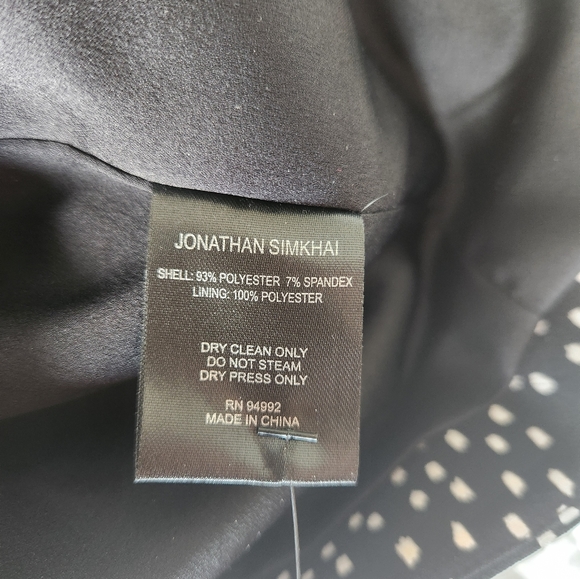 JONATHAN SIMKHAI
SHELL: 93% POLYESTER 7% SPANDEX
LINING: 100% POLYESTER
DRY CLEAN ONLY
DO NOT STEAM
DRY PRESS ONLY
RN 94992
MADE IN CHINA